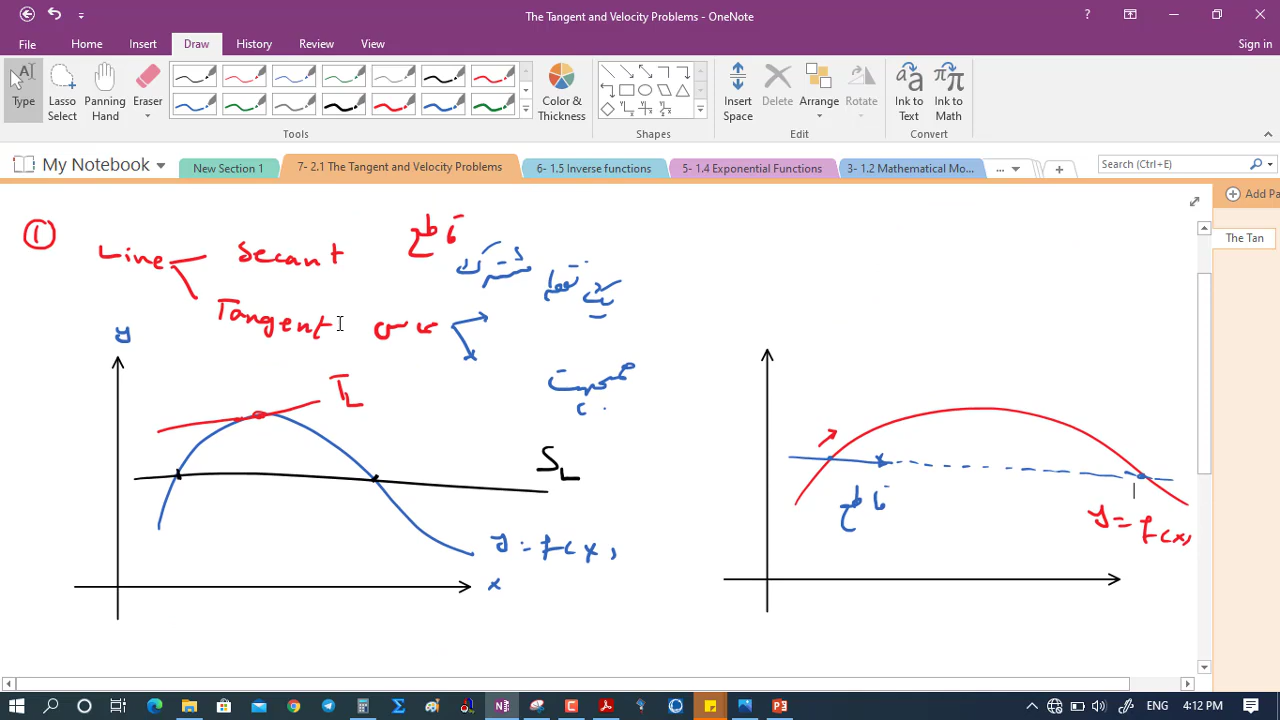 The Tangent and Velocity Problems - OneNote
File Home Insert Draw History Review View Sign in
Type
Lasso Select
Panning Hand
Eraser
Color & Thickness
Insert Space
Delete
Arrange
Rotate
Ink to Text
Ink to Math
Tools Shapes Edit Convert
My Notebook
New Section 1
7- 2.1 The Tangent and Velocity Problems
6- 1.5 Inverse functions
5- 1.4 Exponential Functions
3- 1.2 Mathematical Mo...
...
Search (Ctrl+E)
Add Pa
The Tan
1
Line Secant قاطع
مشترك
Tangent مماس
y
TL
SL
y = f(x)
x
قاطع
y = f(x)
ENG 4:12 PM